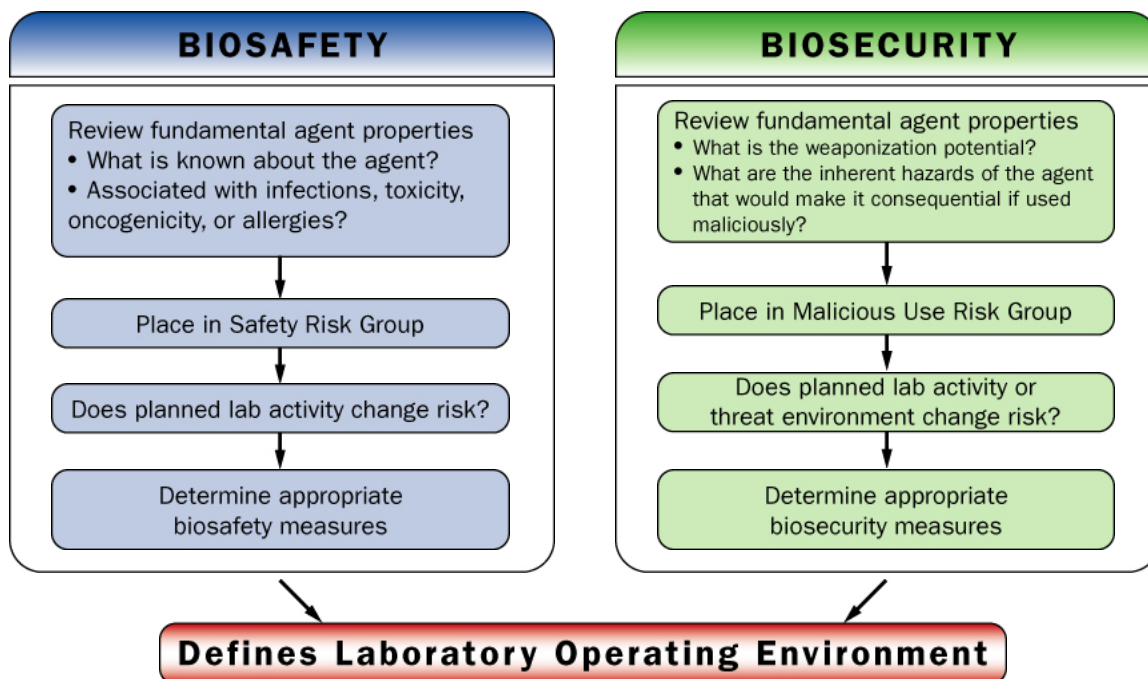 BIOSAFETY
Review fundamental agent properties
• What is known about the agent?
• Associated with infections, toxicity,
oncogenicity, or allergies?
Place in Safety Risk Group
Does planned lab activity change risk?
Determine appropriate
biosafety measures
BIOSECURITY
Review fundamental agent properties
• What is the weaponization potential?
• What are the inherent hazards of the agent
that would make it consequential if used
maliciously?
Place in Malicious Use Risk Group
Does planned lab activity or
threat environment change risk?
Determine appropriate
biosecurity measures
Defines Laboratory Operating Environment